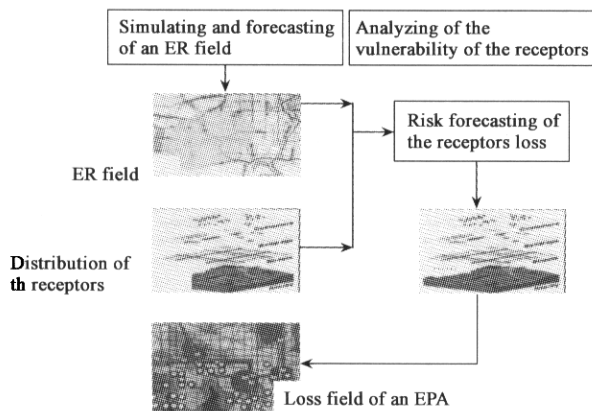 Simulating and forecasting
of an ER field
Analyzing of the
vulnerability of the receptors
Risk forecasting of
the receptors loss
ER field
Distribution of
th receptors
Loss field of an EPA